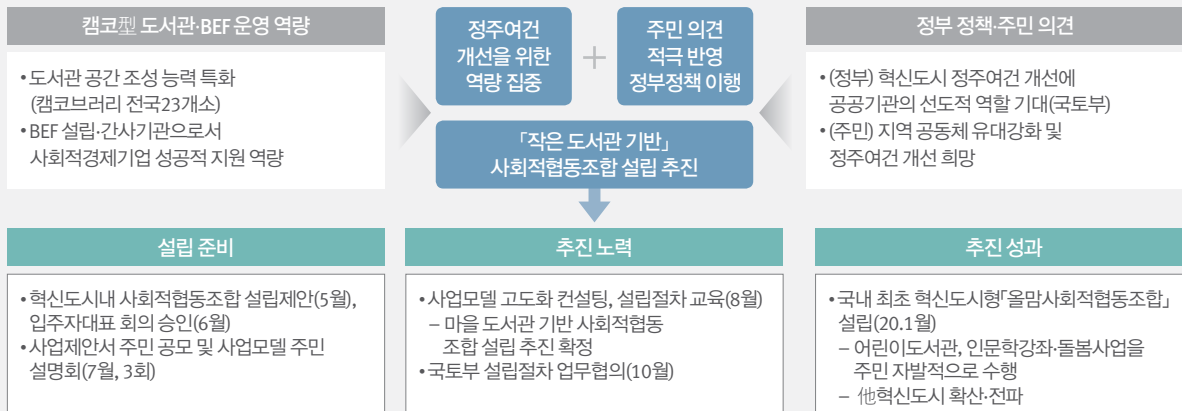 캠코型 도서관·BEF 운영 역량
• 도서관 공간 조성 능력 특화
(캠코브러리 전국23개소)
• BEF 설립·간사기관으로서
사회적경제기업 성공적 지원 역량
정주여건
개선을 위한
역량 집중
+
주민 의견
적극 반영
정부정책 이행
「작은 도서관 기반」
사회적협동조합 설립 추진
정부 정책·주민 의견
• (정부) 혁신도시 정주여건 개선에
공공기관의 선도적 역할 기대(국토부)
• (주민) 지역 공동체 유대강화 및
정주여건 개선 희망
설립 준비
• 혁신도시내 사회적협동조합 설립제안(5월),
입주자대표 회의 승인(6월)
• 사업제안서 주민 공모 및 사업모델 주민
설명회(7월, 3회)
추진 노력
• 사업모델 고도화 컨설팅, 설립절차 교육(8월)
– 마을 도서관 기반 사회적협동
조합 설립 추진 확정
• 국토부 설립절차 업무협의(10월)
추진 성과
• 국내 최초 혁신도시형「올맘사회적협동조합」
설립(20.1월)
– 어린이도서관, 인문학강좌·돌봄사업을
주민 자발적으로 수행
– 他혁신도시 확산·전파